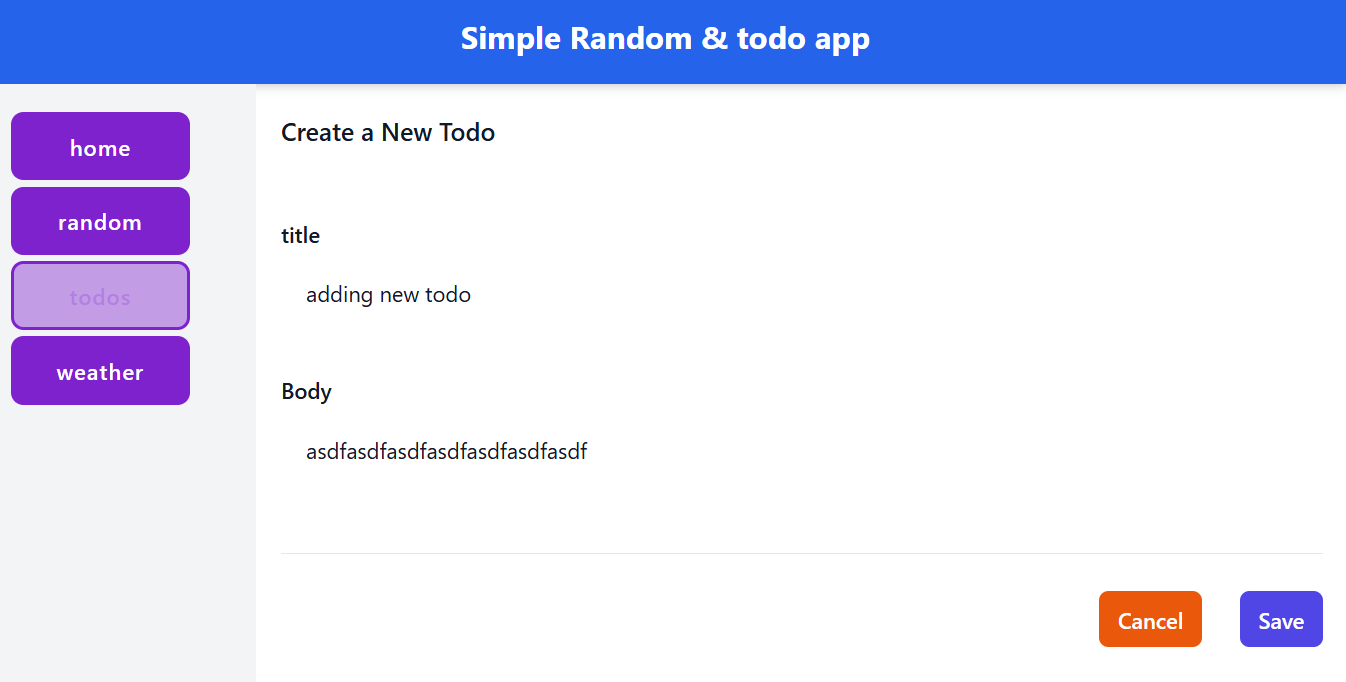 Simple Random & todo app
home
random
todos
weather
Create a New Todo
title
adding new todo
Body
asdfasdfasdfasdfasdfasdfasdf
Cancel
Save